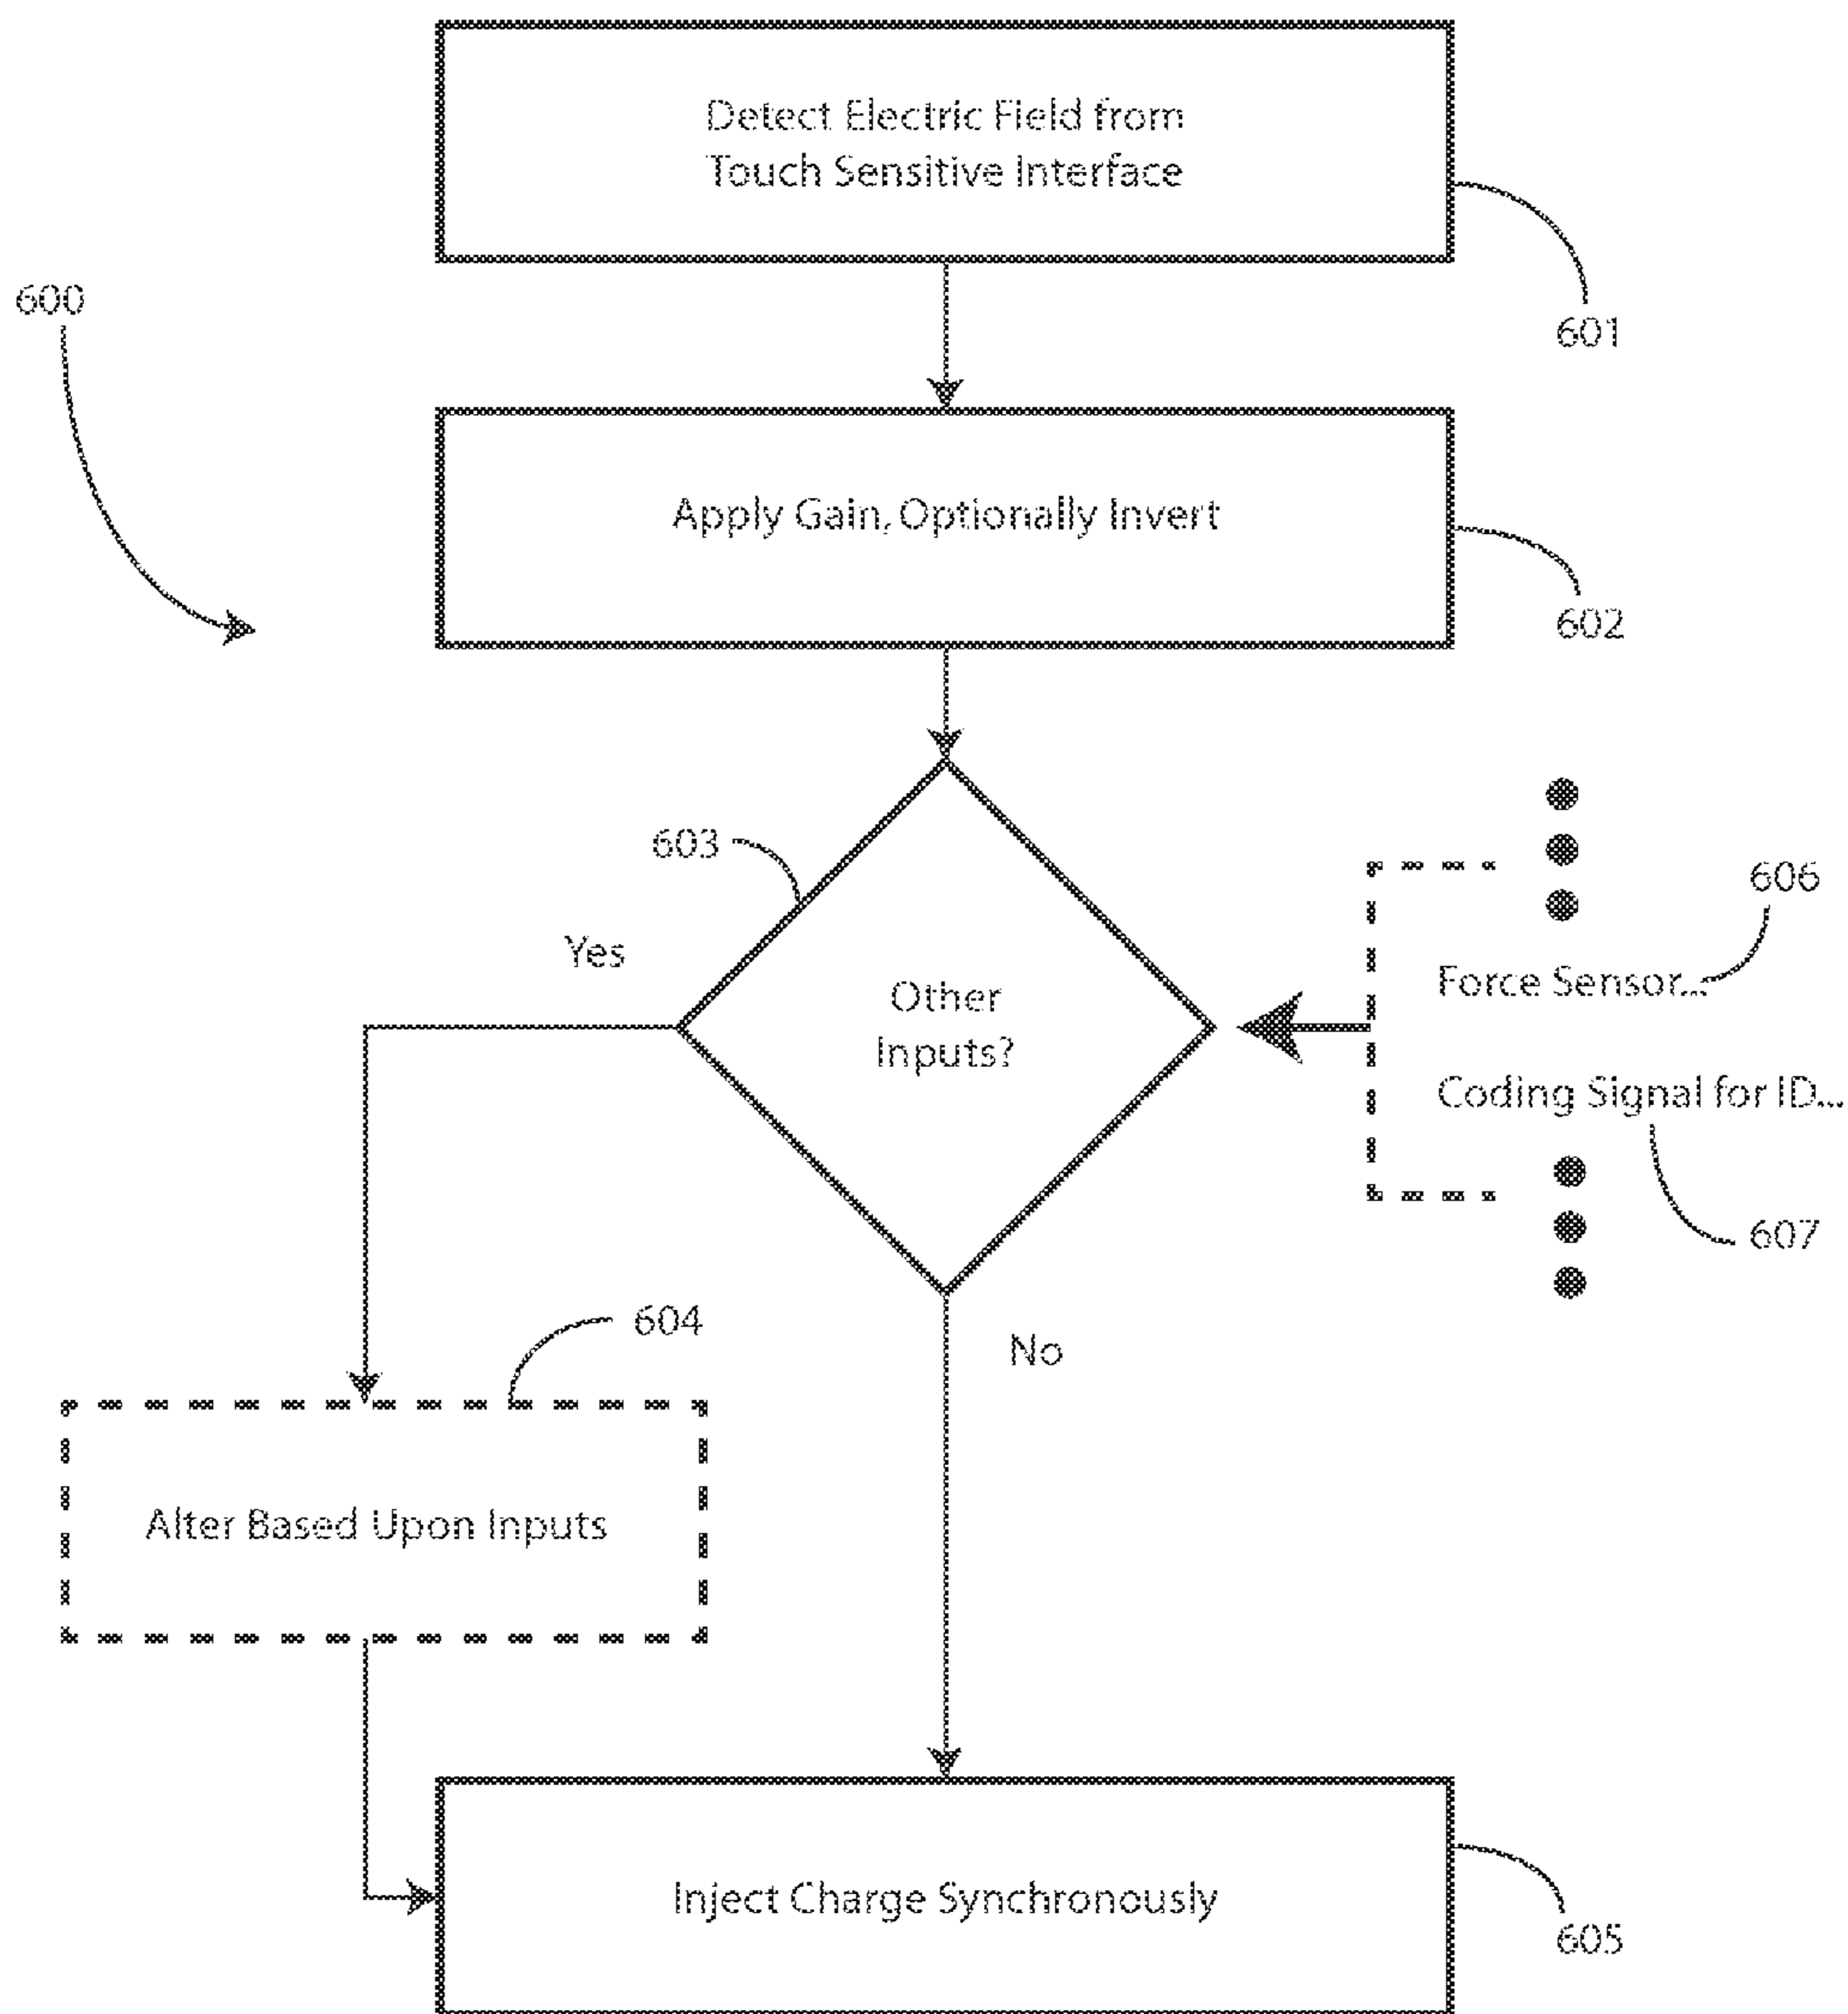 Detect Electric Field from
Touch Sensitive Interface
600
601
Apply Gain, Optionally Invert
602
603
606
Yes
Other
Inputs?
Force Sensor...
Coding Signal for ID...
607
604
No
Alter Based Upon Inputs
Inject Charge Synchronously
605